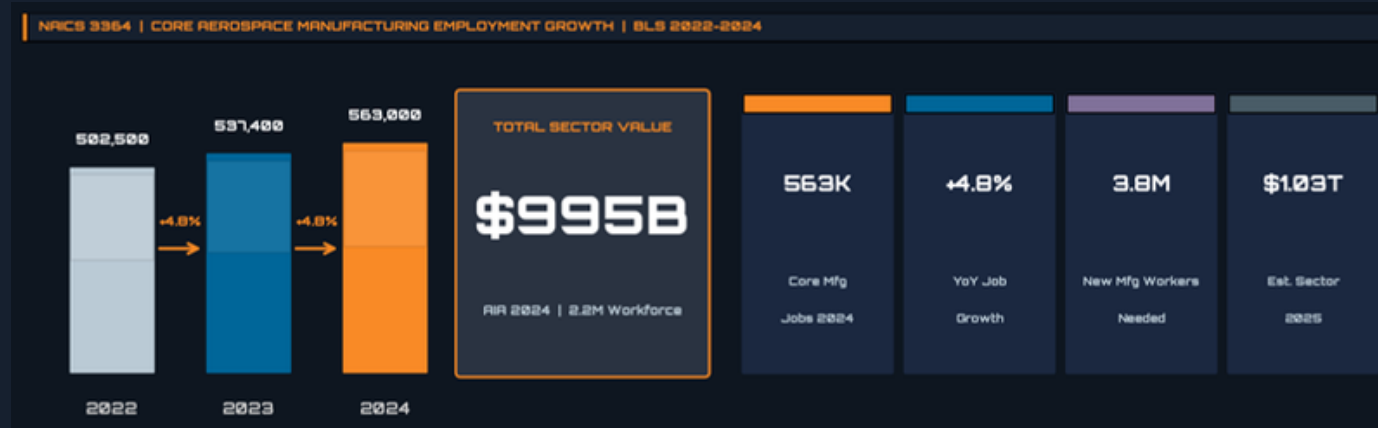 NAICS 3364 | CORE AEROSPACE MANUFACTURING EMPLOYMENT GROWTH | BLS 2022-2024
502,500
537,400
563,000
+4.8%
+4.8%
2022
2023
2024
TOTAL SECTOR VALUE
$995B
AIA 2024 | 2.2M Workforce
563K
Core Mfg
Jobs 2024
+4.8%
YoY Job
Growth
3.8M
New Mfg Workers
Needed
$1.03T
Est. Sector
2025